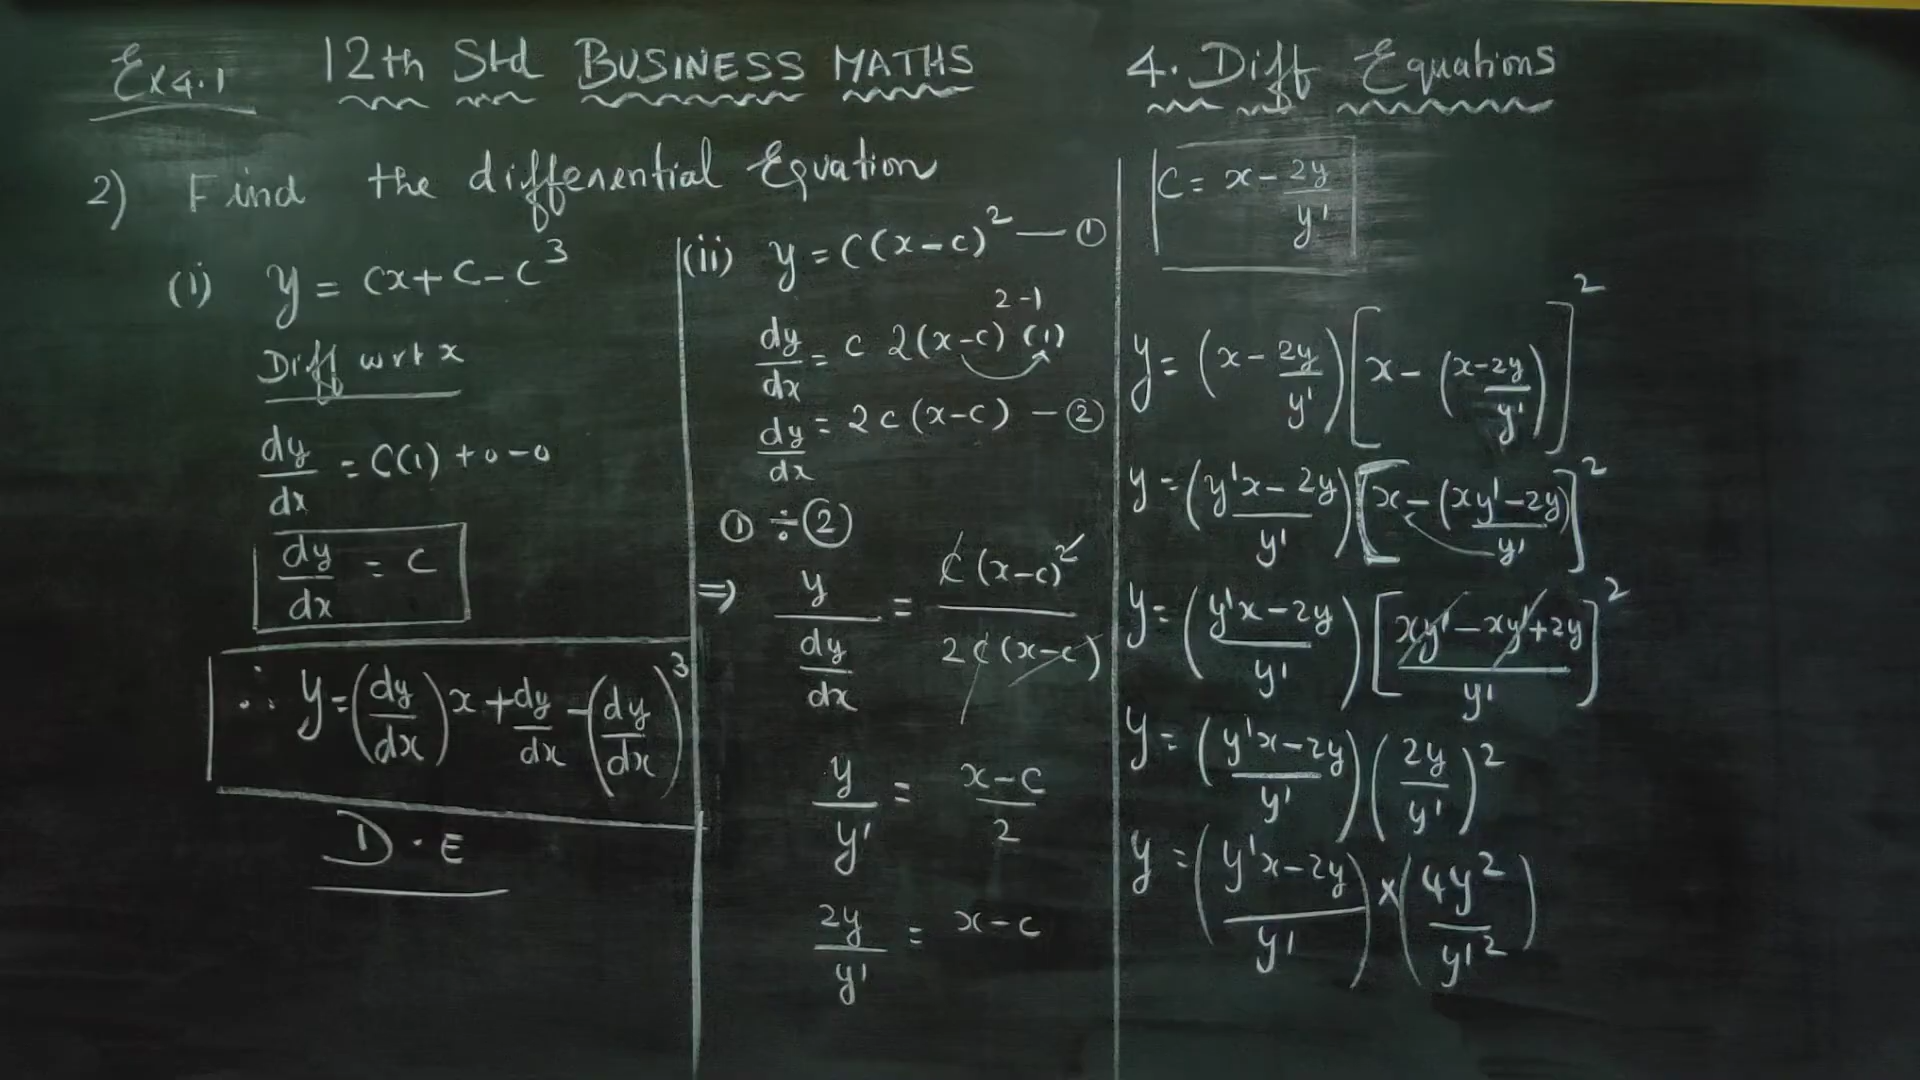 Ex 4.1 12th Std BUSINESS MATHS 4. Diff Equations
2) Find the differential Equation
(i) y = cx + c - c³
Diff wrt x
dy/dx = c(1) + 0 - 0
dy/dx = c
∴ y = (dy/dx) x + dy/dx - (dy/dx)³
D.E
(ii) y = c(x-c)² — ①
dy/dx = c 2(x-c)²⁻¹ (1)
dy/dx = 2c(x-c) - ②
① ÷ ②
⇒ y / (dy/dx) = c(x-c)² / 2c(x-c)
y/y' = (x-c)/2
2y/y' = x-c
c = x - 2y/y'
y = (x - 2y/y') [x - (x-2y/y')]²
y = ((y'x - 2y)/y') [x - (xy'-2y)/y']²
y = ((y'x - 2y)/y') [(xy' - xy' + 2y)/y']²
y = ((y'x - 2y)/y') (2y/y')²
y = ((y'x - 2y)/y') × (4y²/y'²)